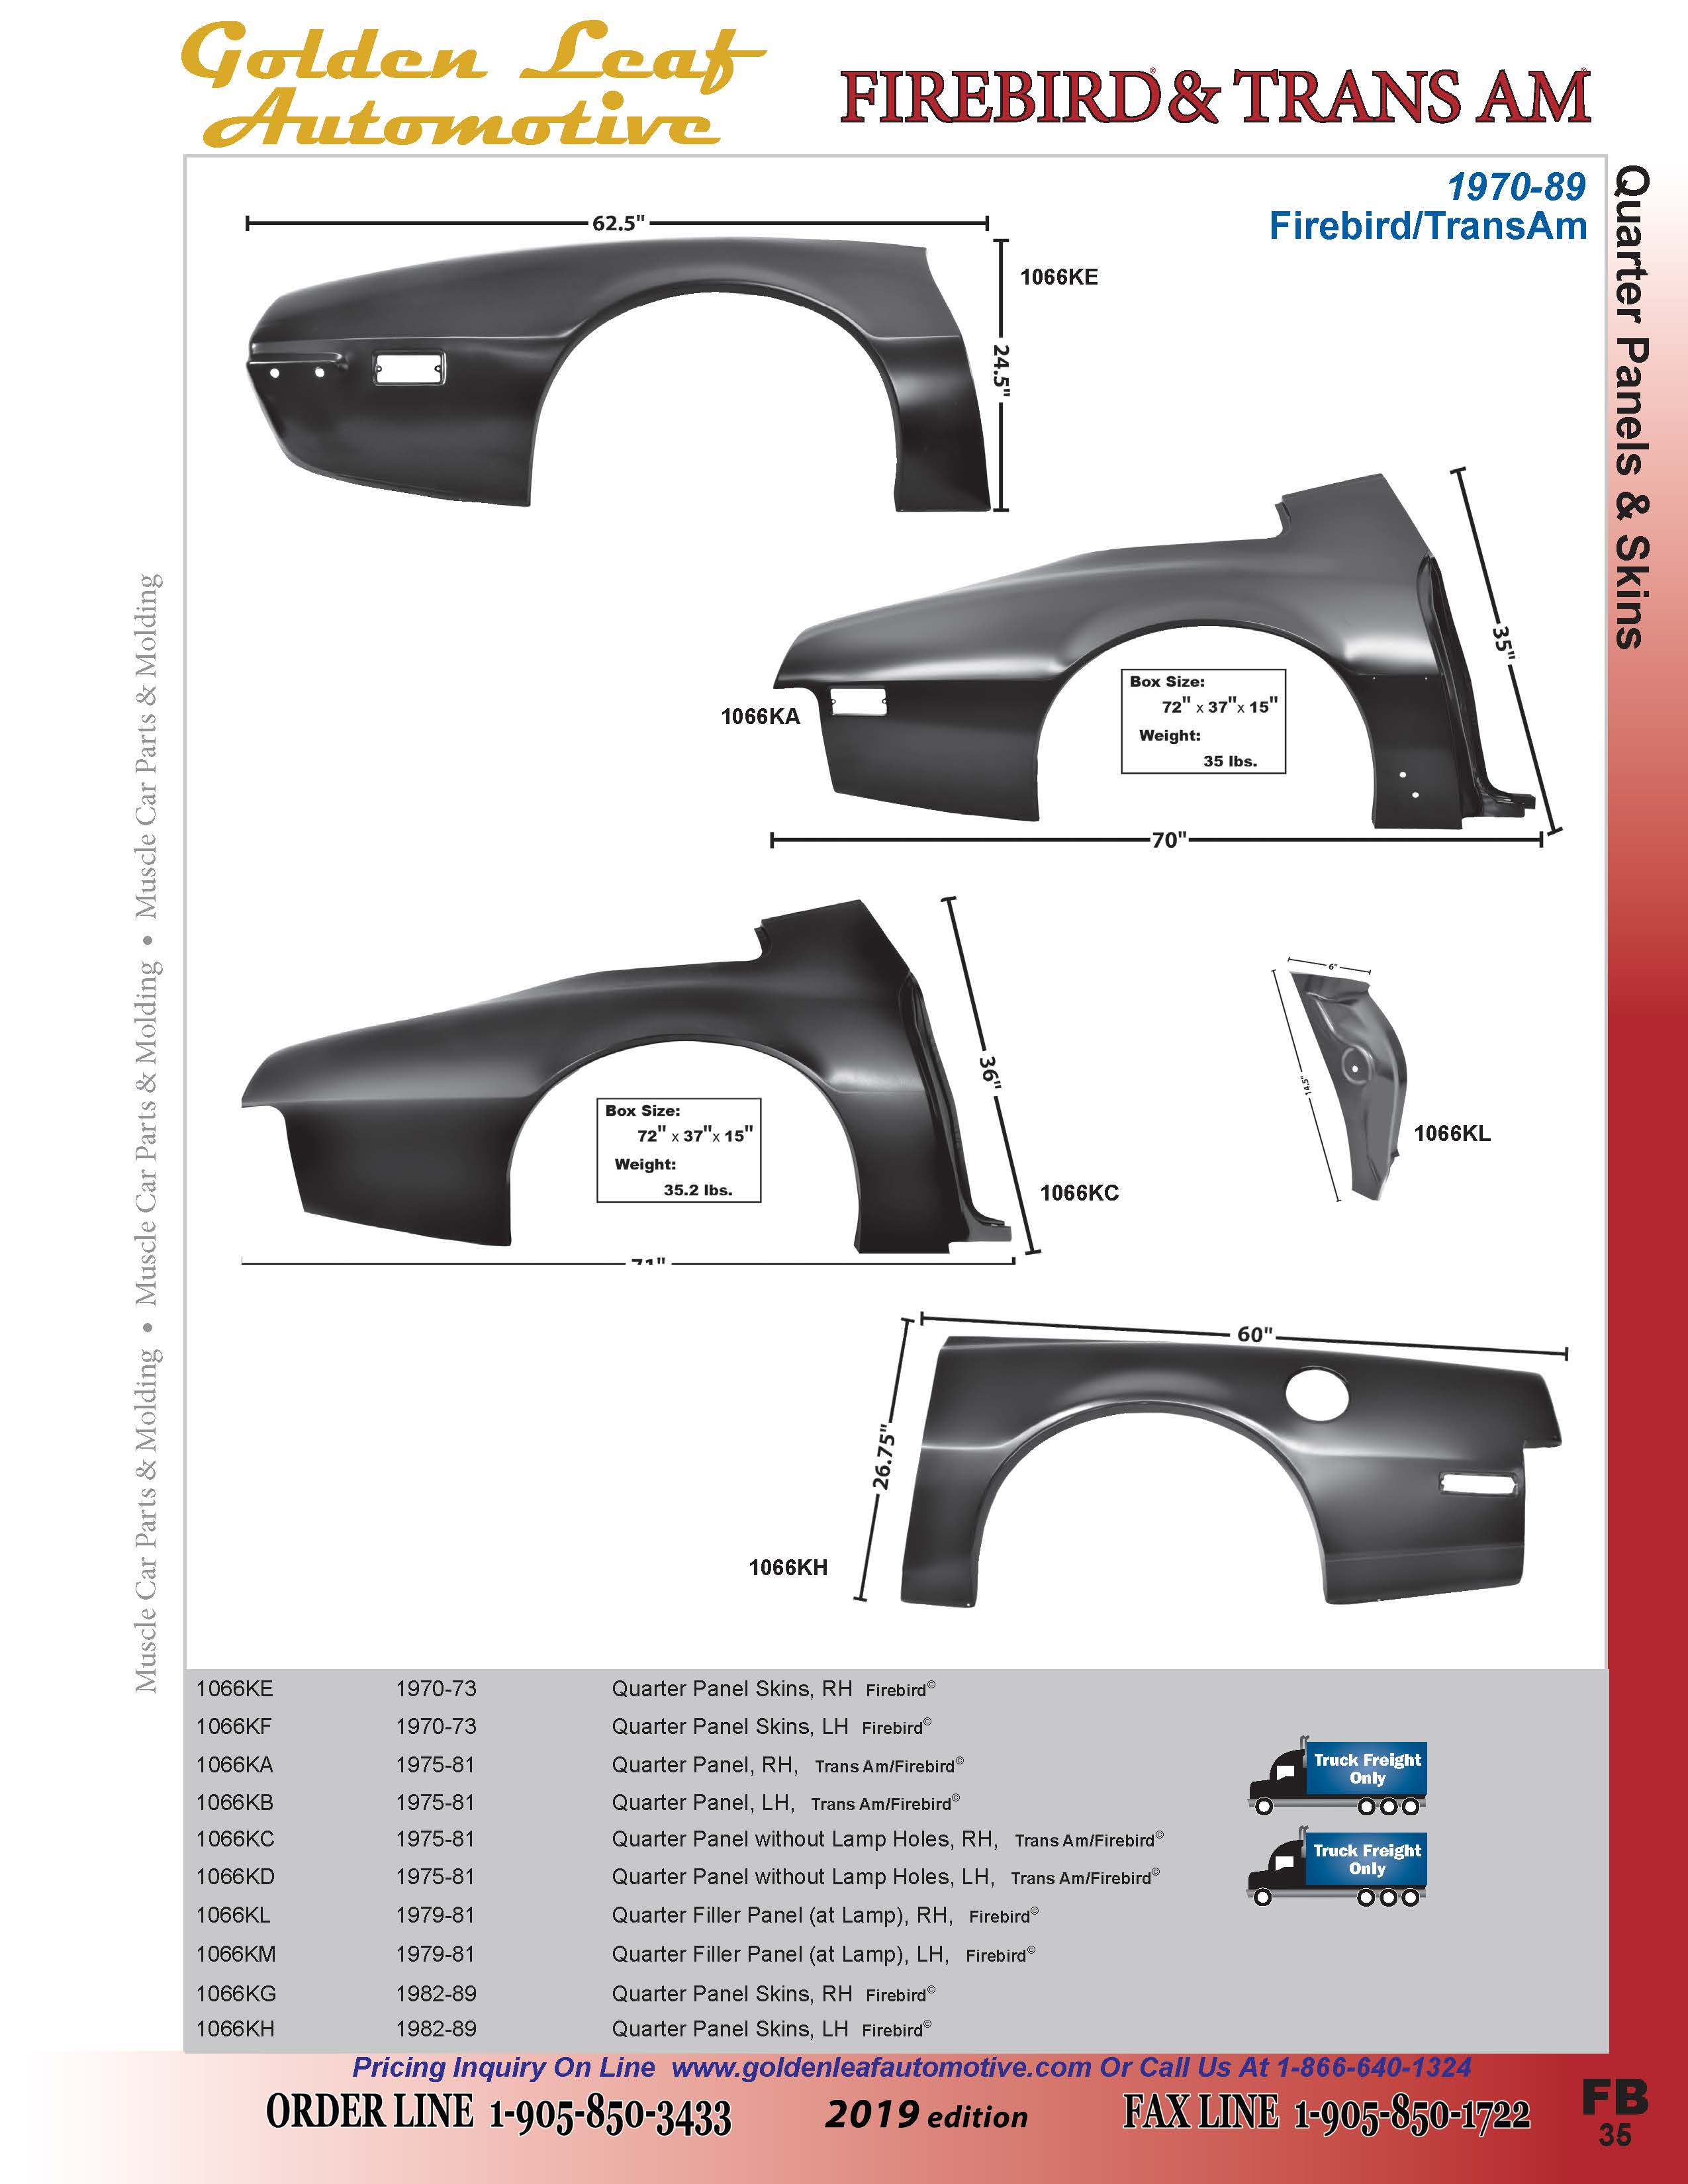 Golden Leaf
Automotive
FIREBIRD® & TRANS AM®
1970-89
Firebird/TransAm
Quarter Panels & Skins
Muscle Car Parts & Molding • Muscle Car Parts & Molding • Muscle Car Parts & Molding
62.5"
24.5"
1066KE
35"
1066KA
Box Size:
72" x 37"x 15"
Weight:
35 lbs.
70"
36"
Box Size:
72" x 37"x 15"
Weight:
35.2 lbs.
1066KC
71"
6"
14.5"
1066KL
60"
26.75"
1066KH
1066KE 1970-73 Quarter Panel Skins, RH Firebird©
1066KF 1970-73 Quarter Panel Skins, LH Firebird©
1066KA 1975-81 Quarter Panel, RH, Trans Am/Firebird©
1066KB 1975-81 Quarter Panel, LH, Trans Am/Firebird©
1066KC 1975-81 Quarter Panel without Lamp Holes, RH, Trans Am/Firebird©
1066KD 1975-81 Quarter Panel without Lamp Holes, LH, Trans Am/Firebird©
1066KL 1979-81 Quarter Filler Panel (at Lamp), RH, Firebird©
1066KM 1979-81 Quarter Filler Panel (at Lamp), LH, Firebird©
1066KG 1982-89 Quarter Panel Skins, RH Firebird©
1066KH 1982-89 Quarter Panel Skins, LH Firebird©
Truck Freight
Only
Truck Freight
Only
Pricing Inquiry On Line www.goldenleafautomotive.com Or Call Us At 1-866-640-1324
ORDER LINE 1-905-850-3433 2019 edition FAX LINE 1-905-850-1722
FB
35